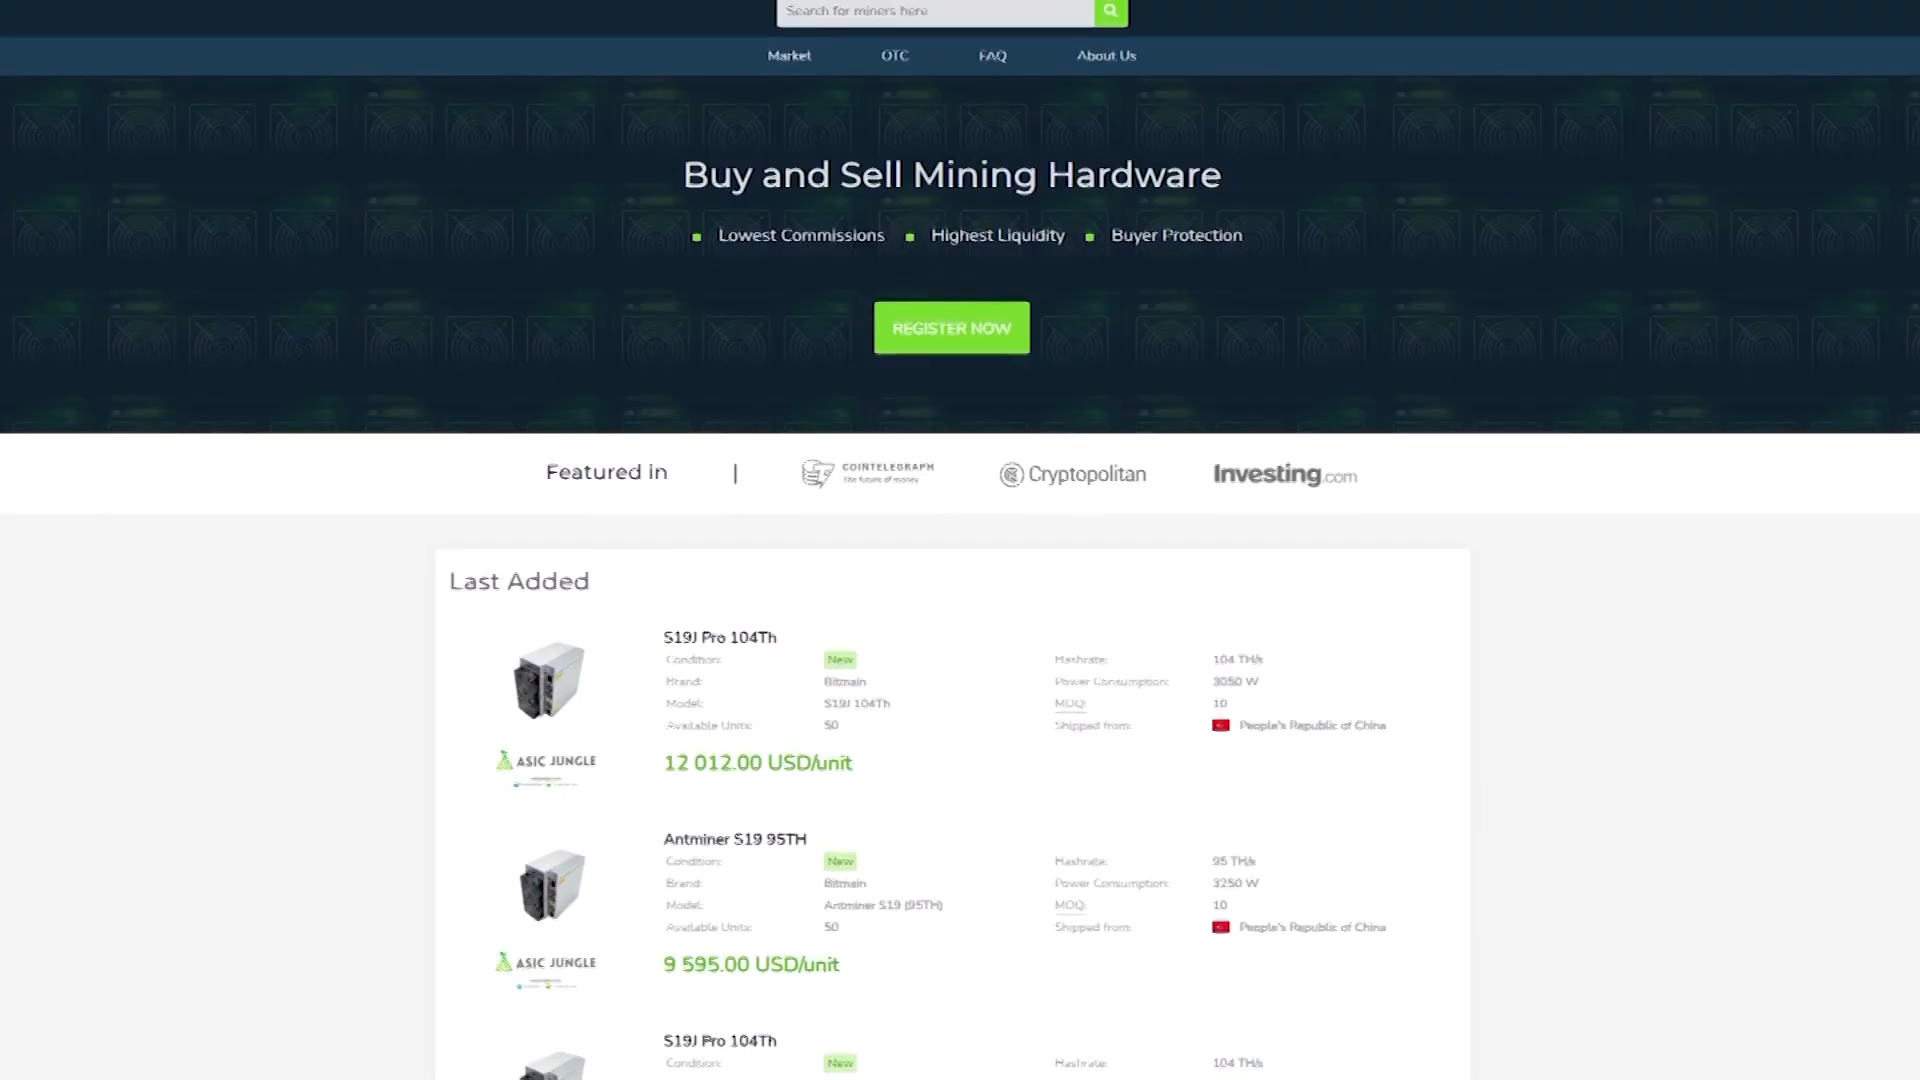 Search for miners here
Market OTC FAQ About Us
Buy and Sell Mining Hardware
Lowest Commissions Highest Liquidity Buyer Protection
REGISTER NOW
Featured in | COINTELEGRAPH The future of money Cryptopolitan Investing.com
Last Added
S19J Pro 104Th
Condition: New Hashrate: 104 TH/s
Brand: Bitmain Power Consumption: 3050 W
Model: S19J 104Th MOQ: 10
Available Units: 50 Shipped from: People's Republic of China
ASIC JUNGLE 12 012.00 USD/unit
Antminer S19 95TH
Condition: New Hashrate: 95 TH/s
Brand: Bitmain Power Consumption: 3250 W
Model: Antminer S19 (95TH) MOQ: 10
Available Units: 50 Shipped from: People's Republic of China
ASIC JUNGLE 9 595.00 USD/unit
S19J Pro 104Th
Condition: New Hashrate: 104 TH/s